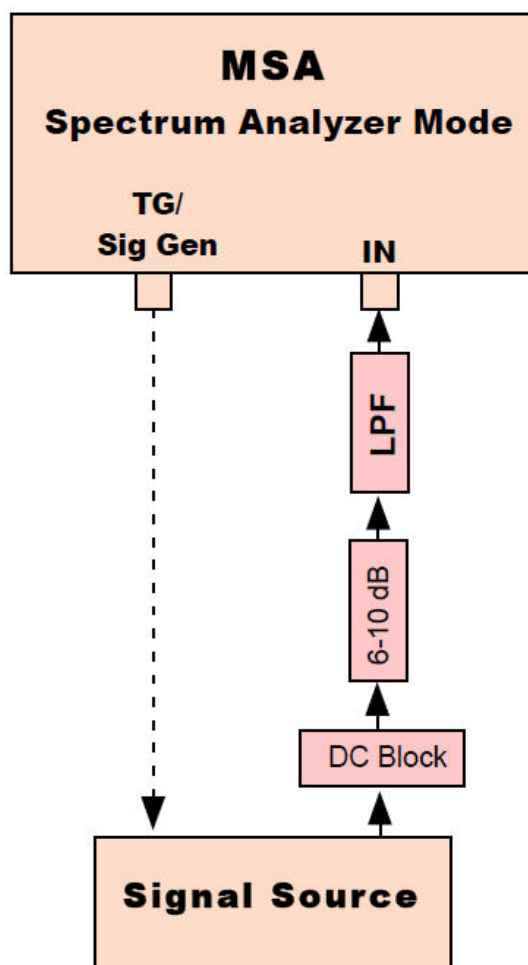 MSA
Spectrum Analyzer Mode
TG/
Sig Gen
IN
LPF
6-10 dB
DC Block
Signal Source